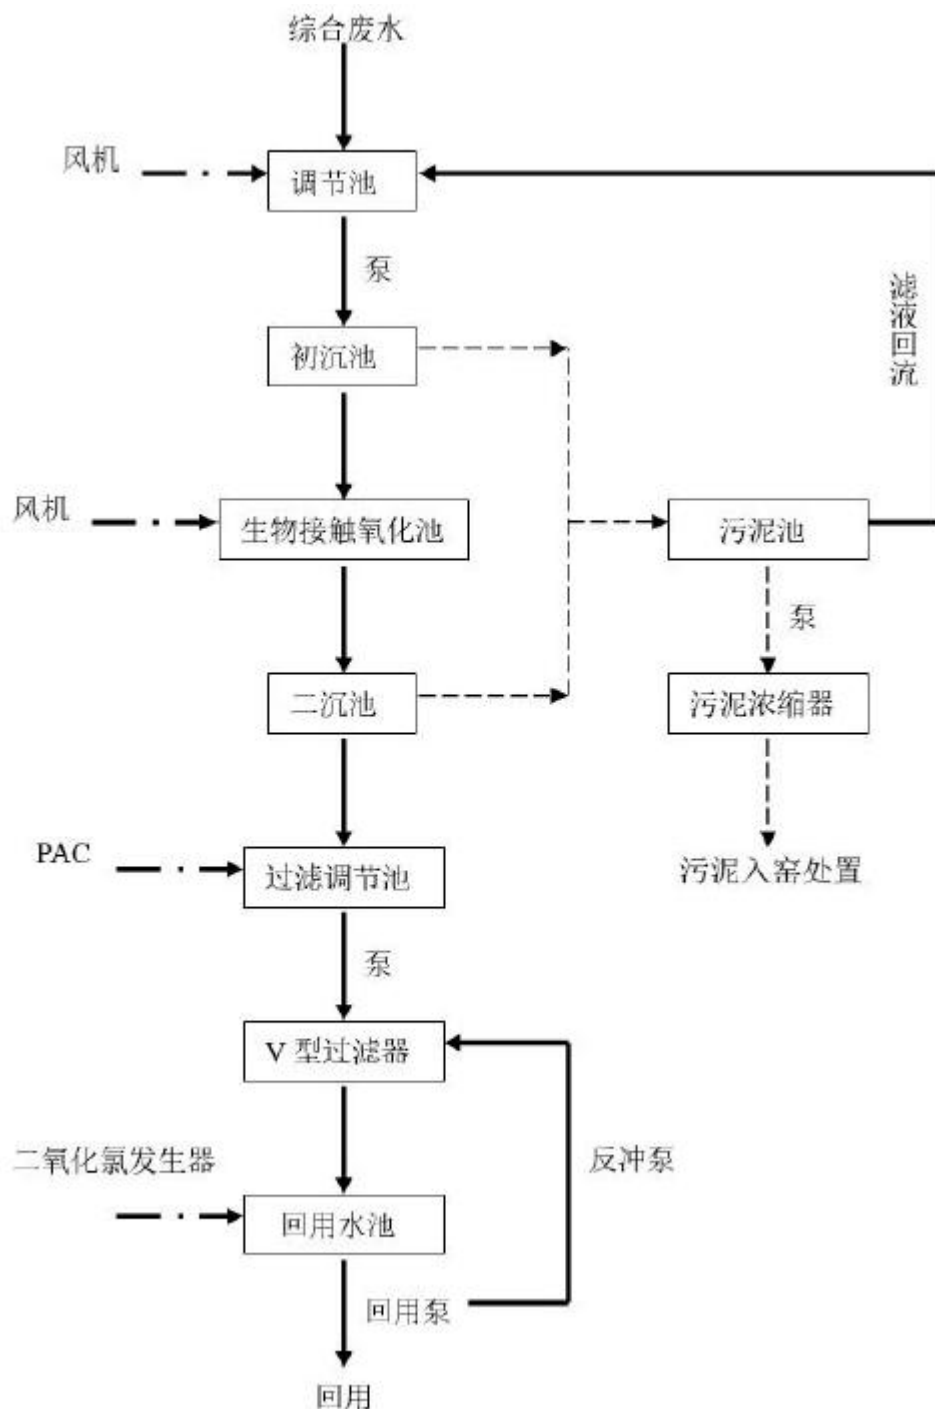 综合废水
风机
调节池
泵
滤液回流
初沉池
风机
生物接触氧化池
污泥池
泵
二沉池
污泥浓缩器
PAC
过滤调节池
污泥入窑处置
泵
V 型过滤器
二氧化氯发生器
反冲泵
回用水池
回用泵
回用